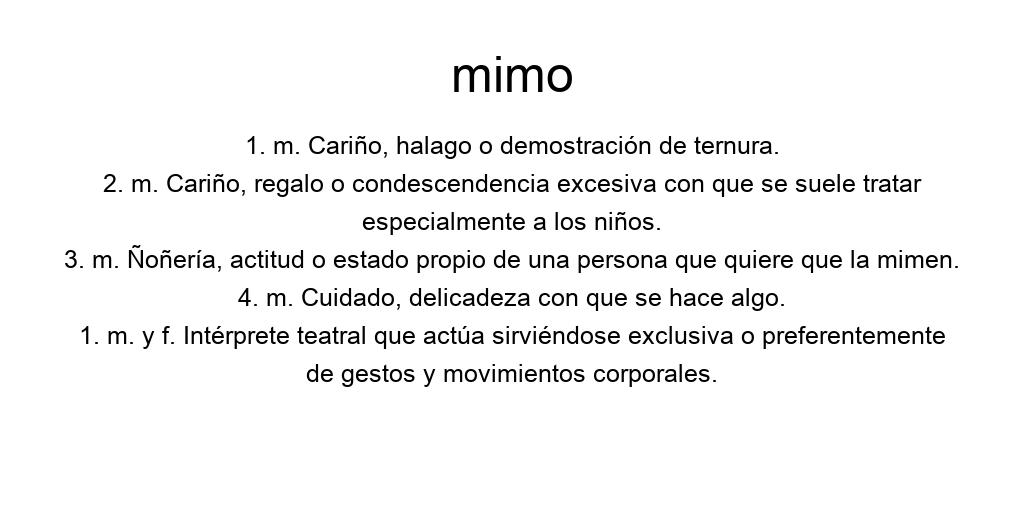 mimo
1. m. Cariño, halago o demostración de ternura.
2. m. Cariño, regalo o condescendencia excesiva con que se suele tratar
especialmente a los niños.
3. m. Ñoñería, actitud o estado propio de una persona que quiere que la mimen.
4. m. Cuidado, delicadeza con que se hace algo.
1. m. y f. Intérprete teatral que actúa sirviéndose exclusiva o preferentemente
de gestos y movimientos corporales.